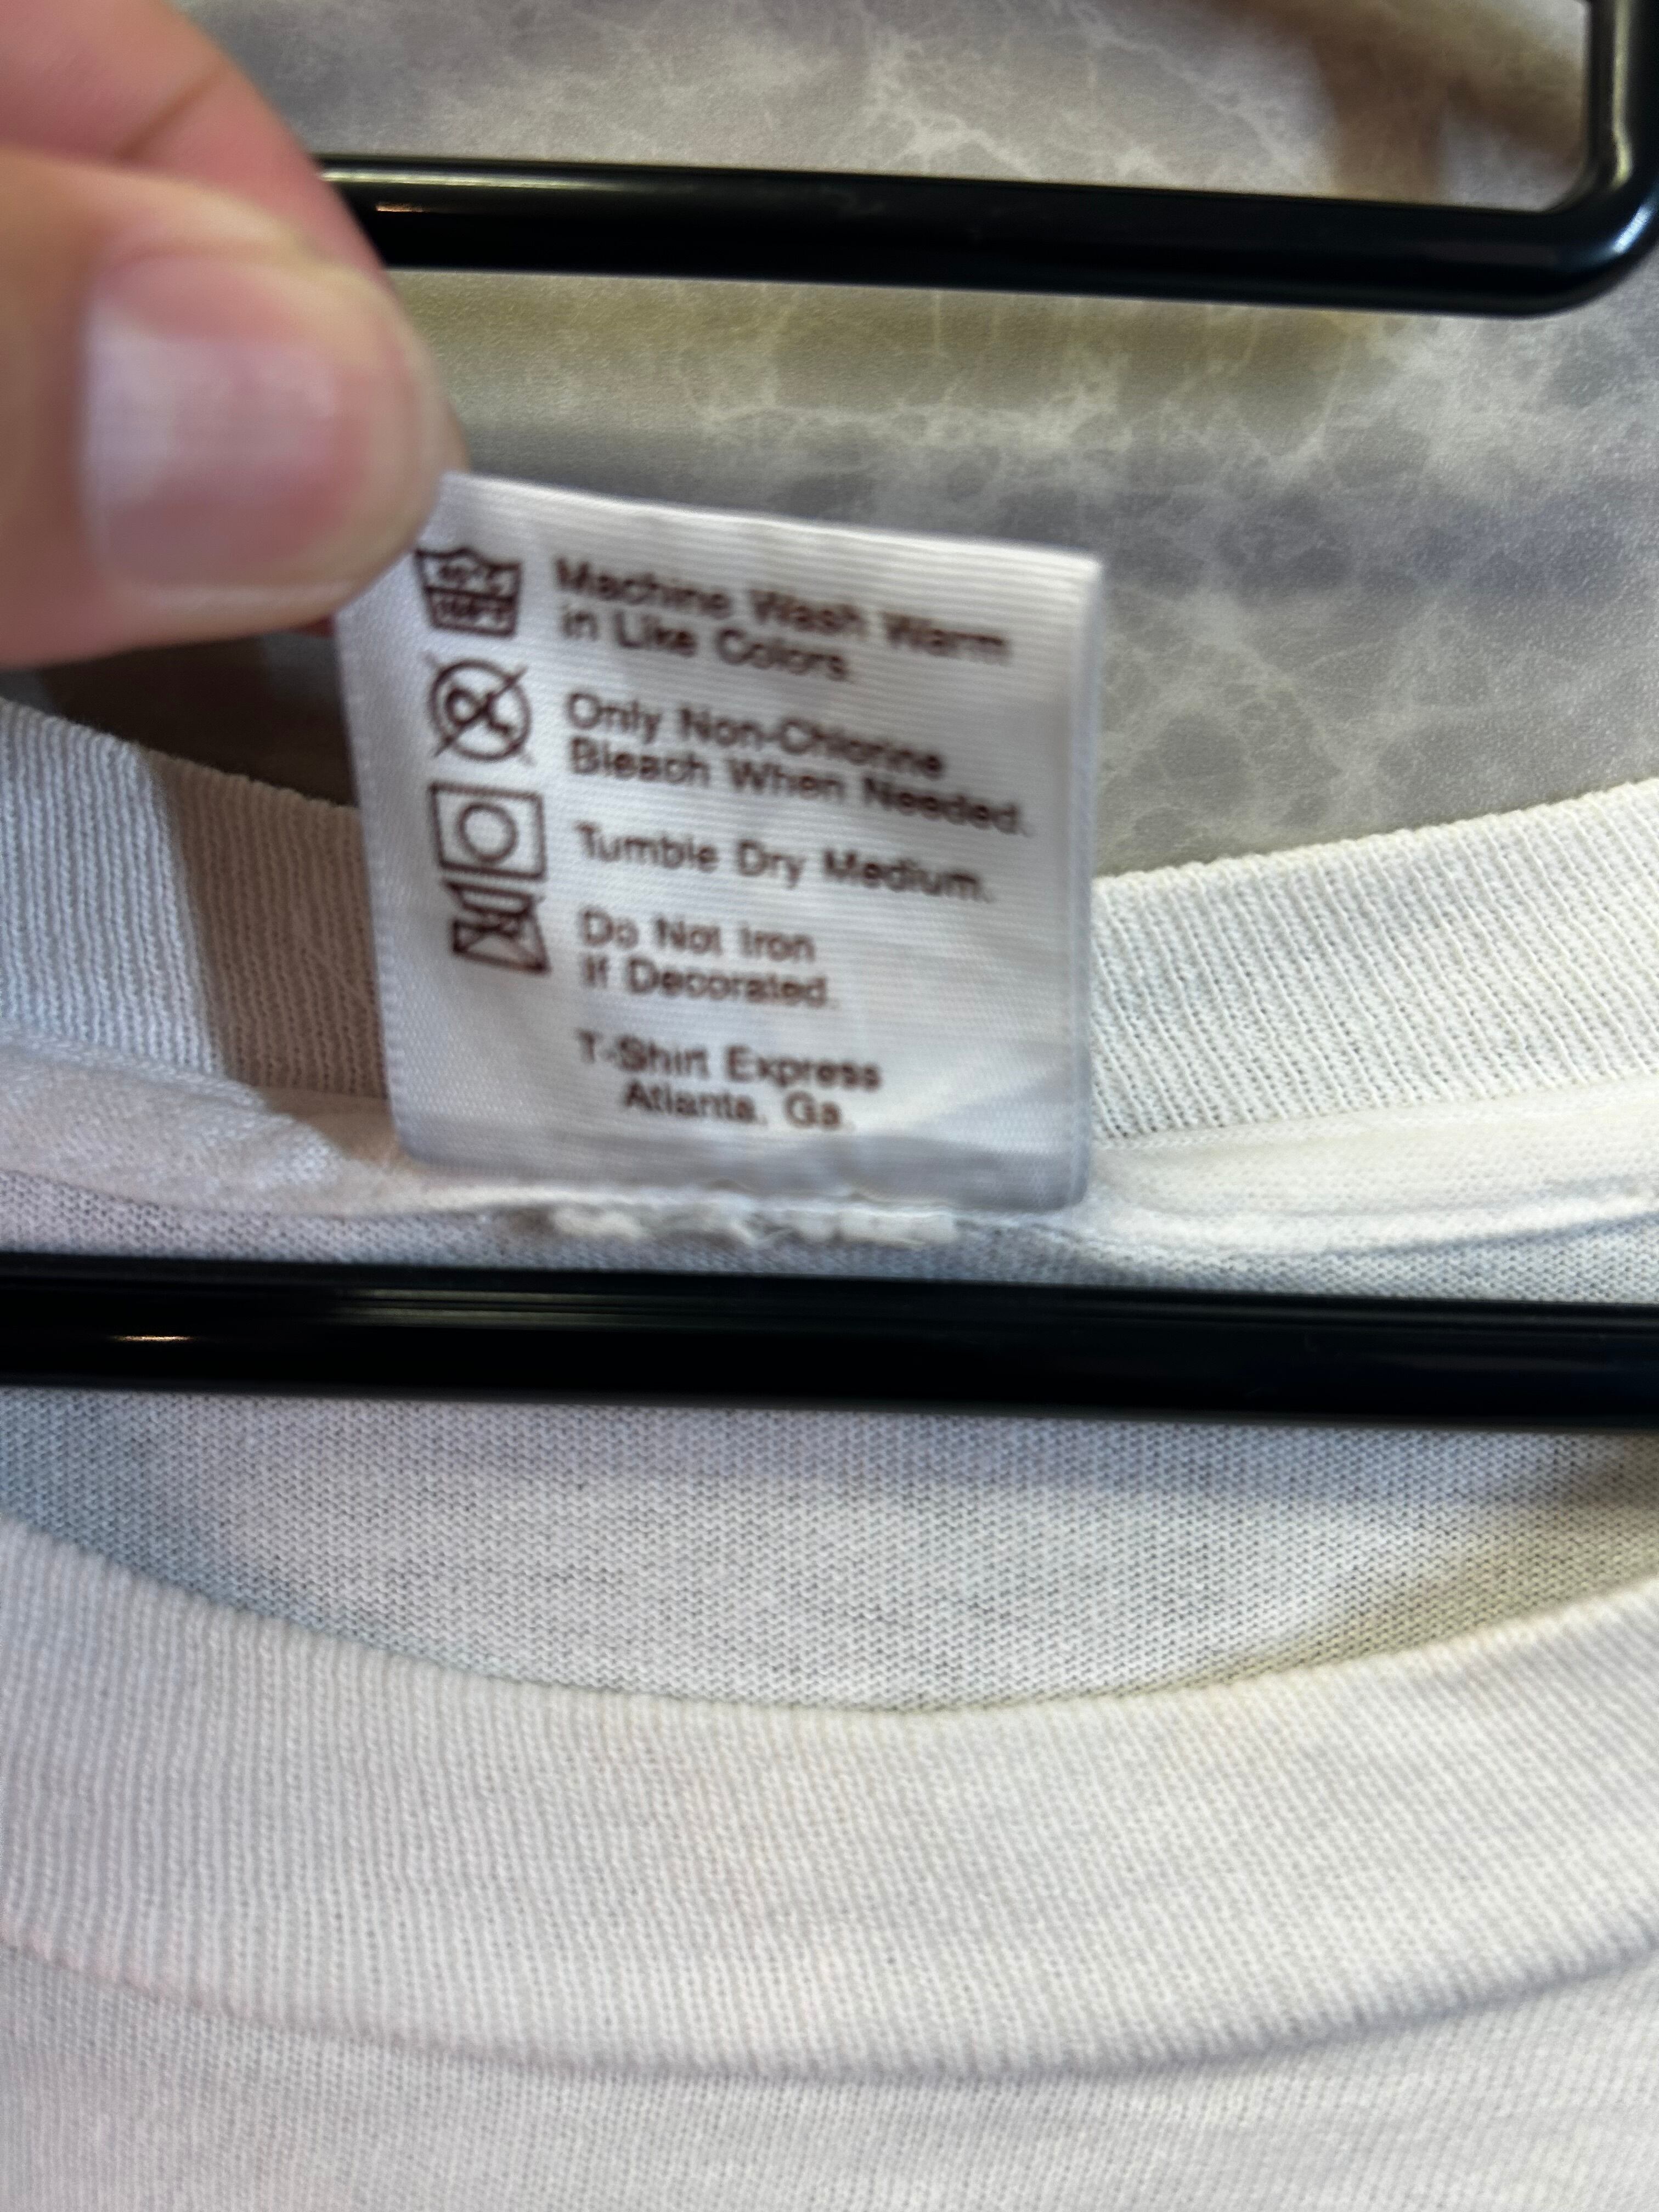 Machine Wash Warm
in Like Colors
Only Non-Chlorine
Bleach When Needed.
Tumble Dry Medium.
Do Not Iron
If Decorated.
T-Shirt Express
Atlanta, Ga.